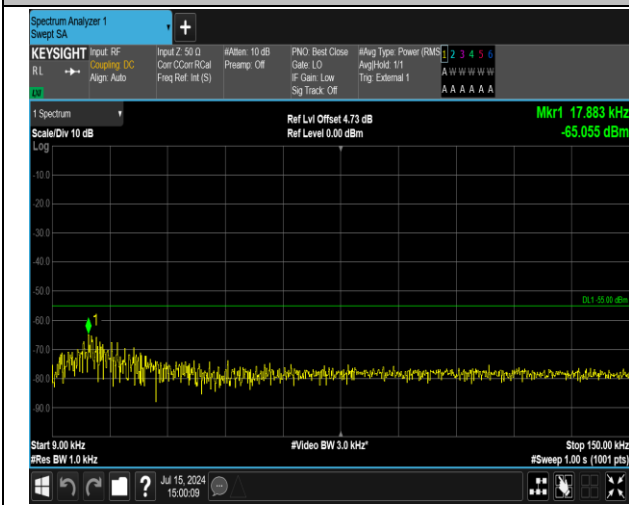 Spectrum Analyzer 1
Swept SA
+
KEYSIGHT
RL
LXI
Input: RF
Coupling: DC
Align: Auto
Input Z: 50 Ω
Corr CCorr RCal
Freq Ref: Int (S)
#Atten: 10 dB
Preamp: Off
PNO: Best Close
Gate: LO
IF Gain: Low
Sig Track: Off
#Avg Type: Power (RMS
Avg|Hold: 1/1
Trig: External 1
1 2 3 4 5 6
A W W W W W
A A A A A A
1 Spectrum
Scale/Div 10 dB
Log
Ref Lvl Offset 4.73 dB
Ref Level 0.00 dBm
Mkr1 17.883 kHz
-65.055 dBm
-10.0
-20.0
-30.0
-40.0
-50.0
DL1 -55.00 dBm
-60.0
1
-70.0
-80.0
-90.0
Start 9.00 kHz
#Res BW 1.0 kHz
#Video BW 3.0 kHz*
Stop 150.00 kHz
#Sweep 1.00 s (1001 pts)
?
Jul 15, 2024
15:00:09